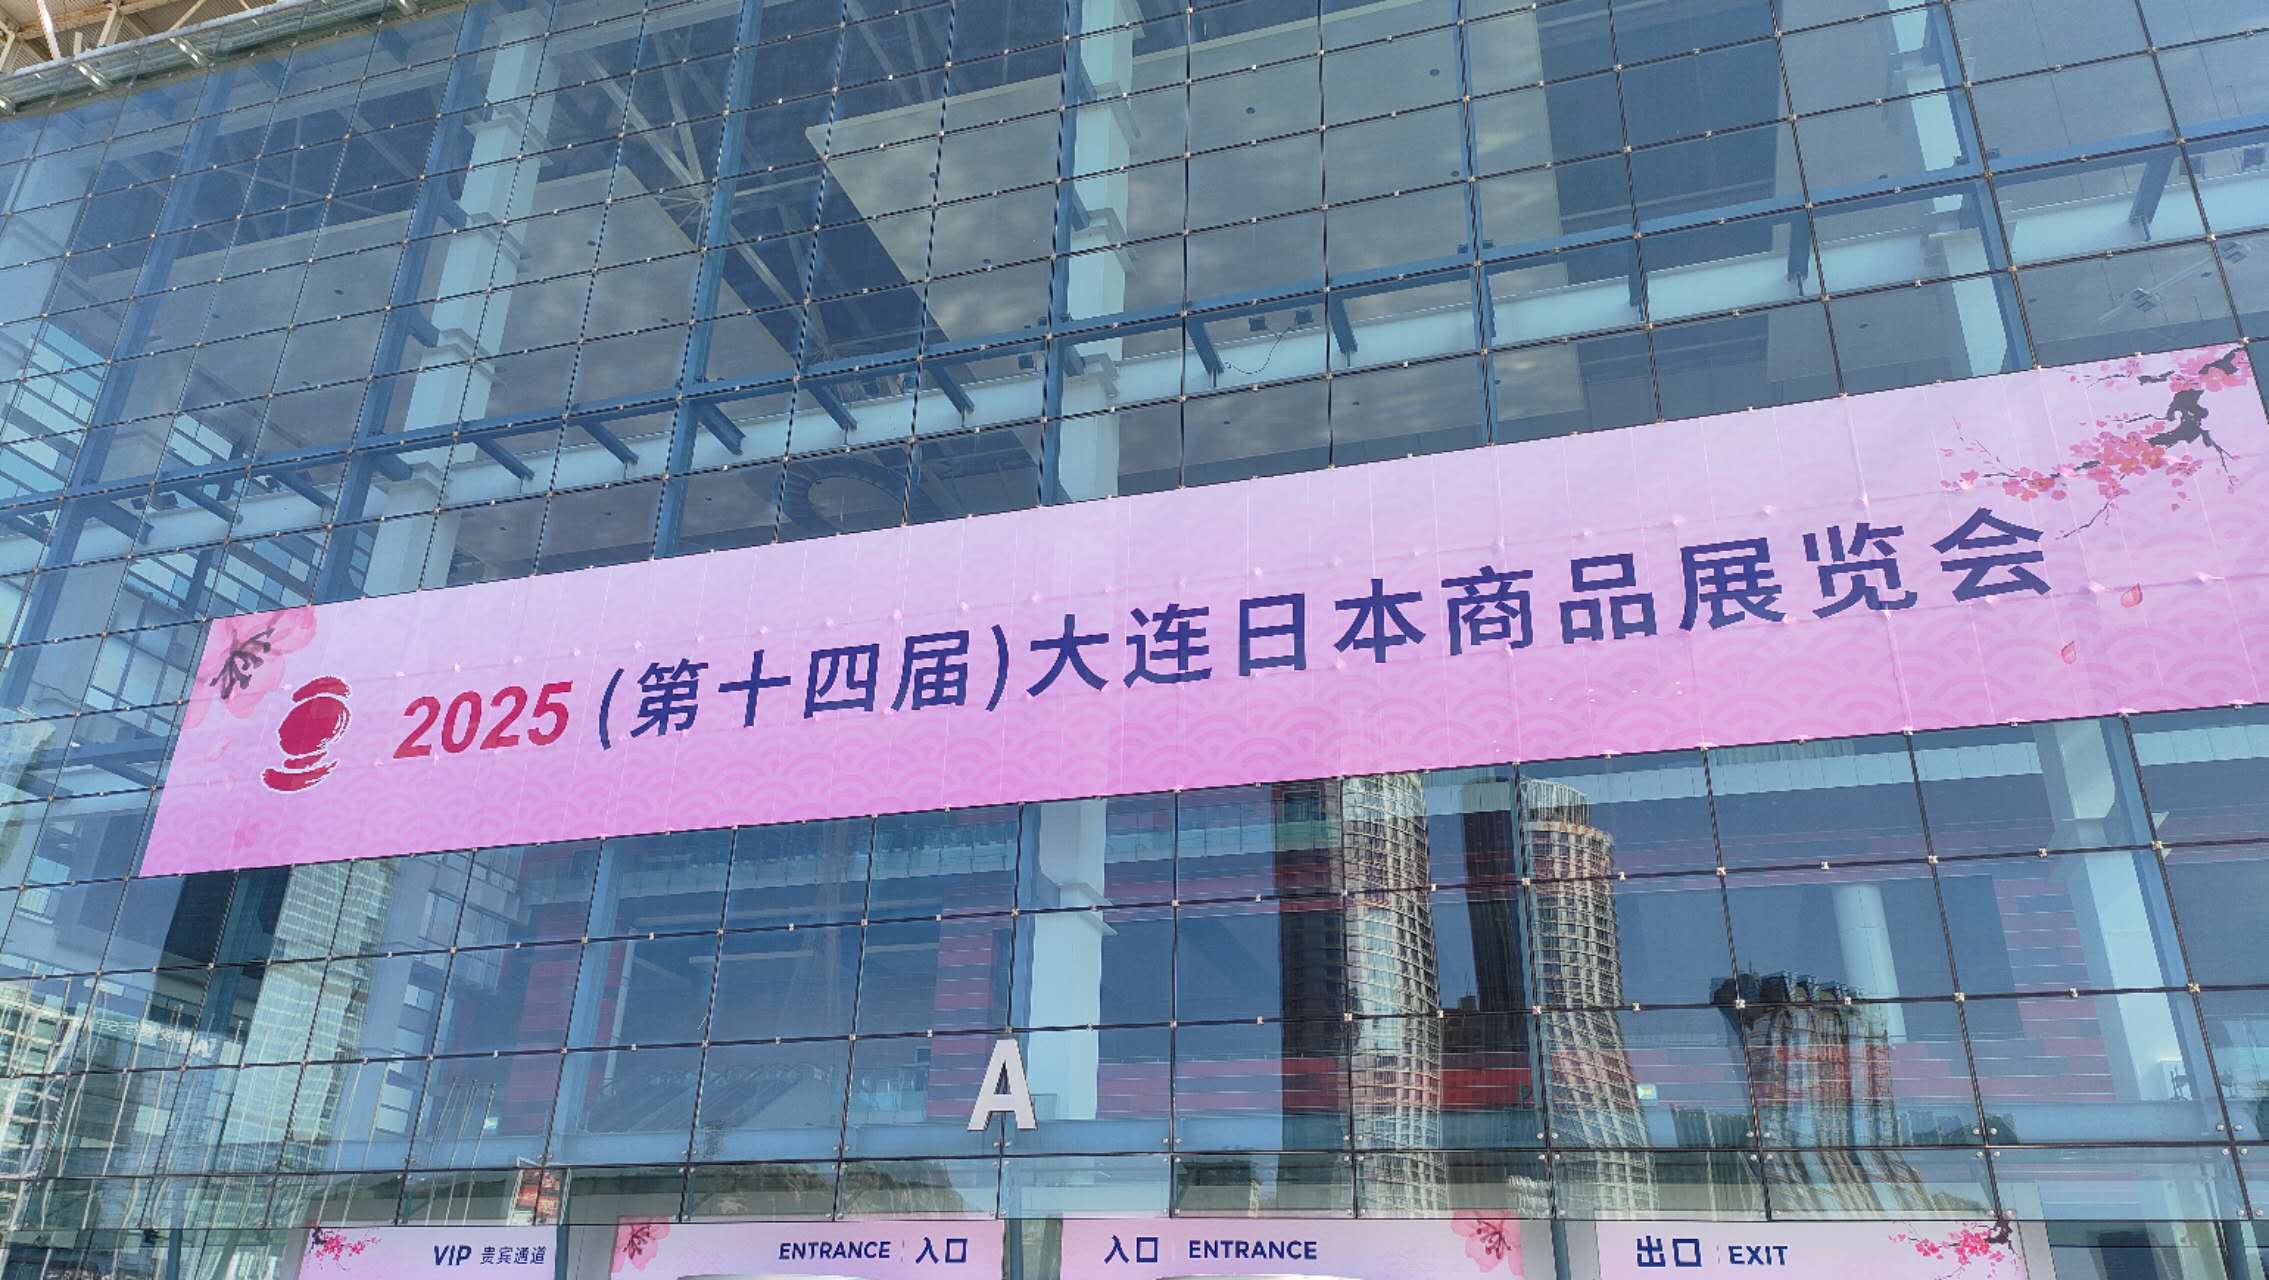 2025(第十四届)大连日本商品展览会
A
VIP 贵宾通道
ENTRANCE 入口
入口 ENTRANCE
出口 EXIT